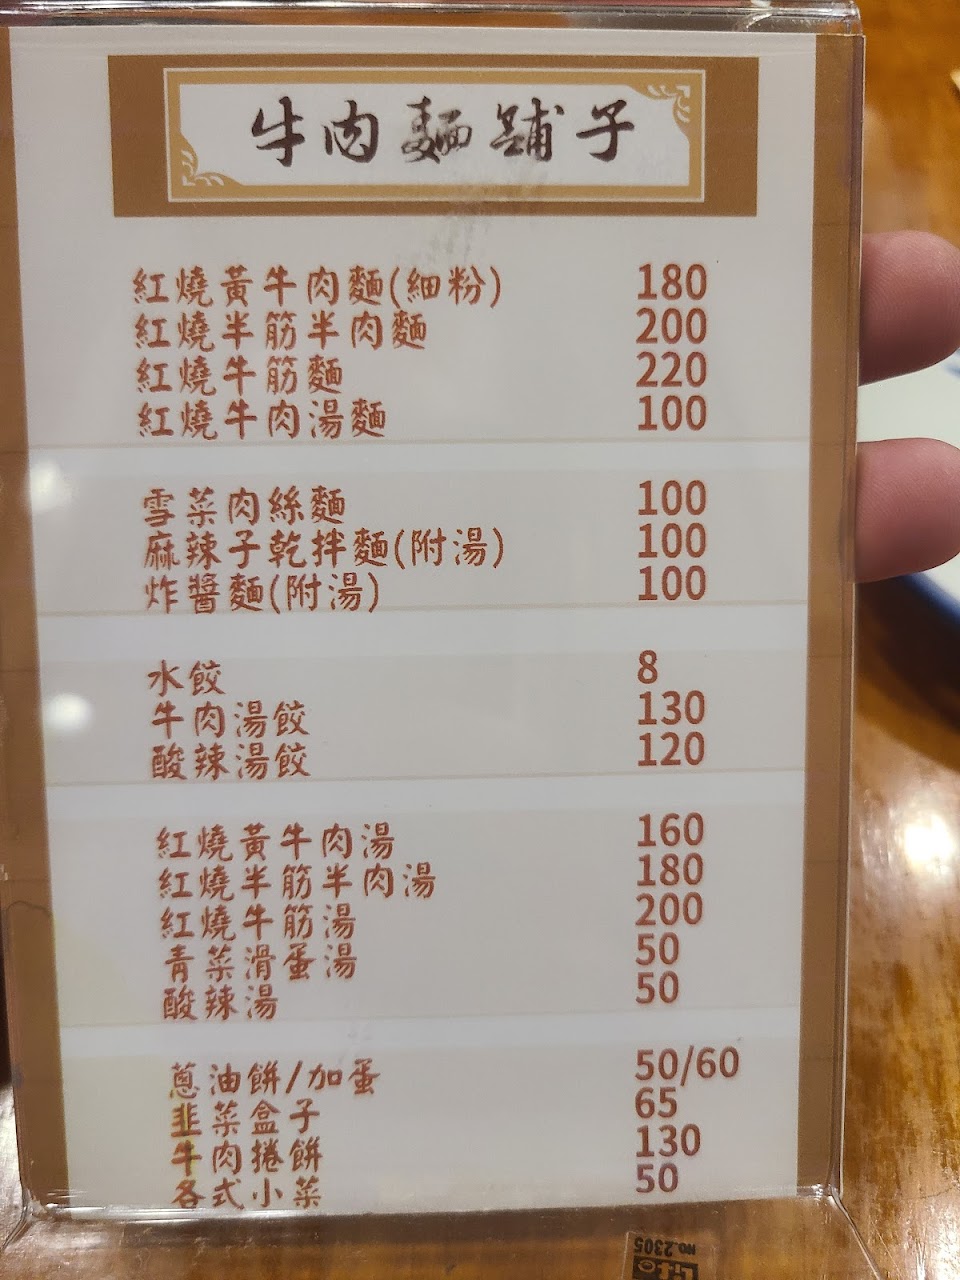 牛肉麵舖子
紅燒黃牛肉麵(細粉) 180
紅燒半筋半肉麵 200
紅燒牛筋麵 220
紅燒牛肉湯麵 100
雪菜肉絲麵 100
麻辣子乾拌麵(附湯) 100
炸醬麵(附湯) 100
水餃 8
牛肉湯餃 130
酸辣湯餃 120
紅燒黃牛肉湯 160
紅燒半筋半肉湯 180
紅燒牛筋湯 200
青菜滑蛋湯 50
酸辣湯 50
蔥油餅/加蛋 50/60
韭菜盒子 65
牛肉捲餅 130
各式小菜 50
NO.2305